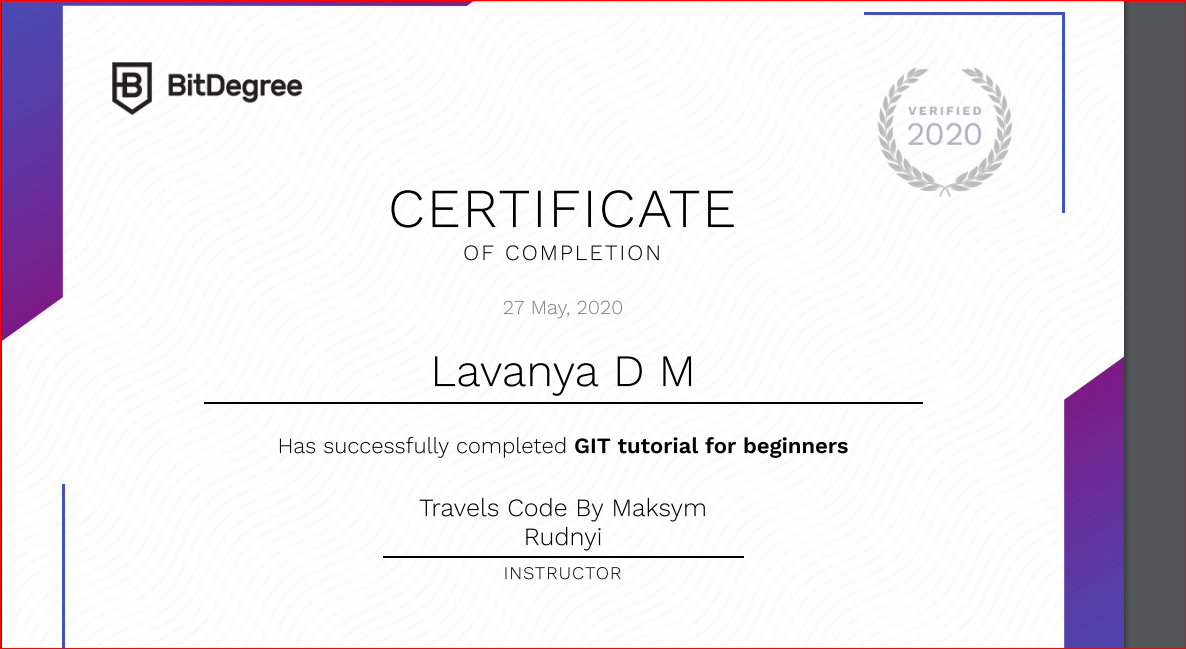 BitDegree
VERIFIED
2020
CERTIFICATE
OF COMPLETION
27 May, 2020
Lavanya D M
Has successfully completed GIT tutorial for beginners
Travels Code By Maksym
Rudnyi
INSTRUCTOR